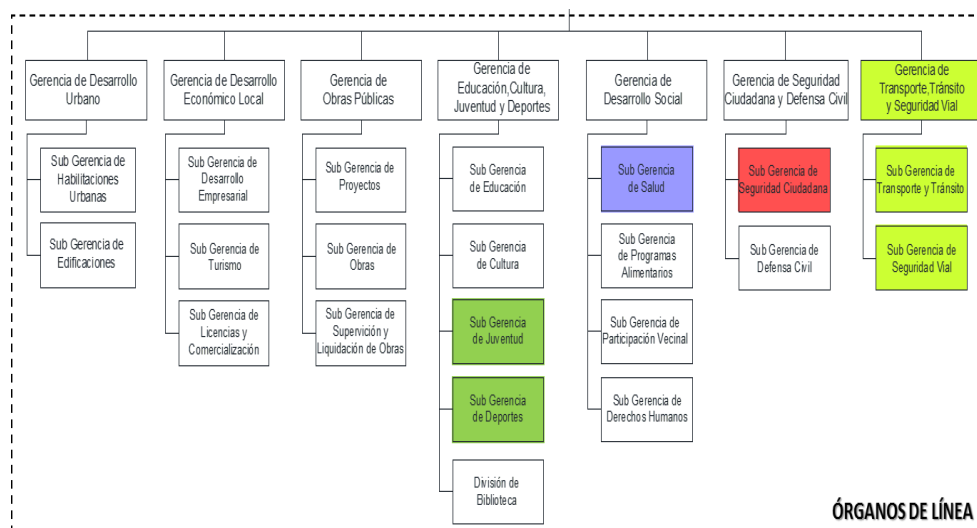 Gerencia de Desarrollo
Urbano
Sub Gerencia de
Habilitaciones
Urbanas
Sub Gerencia de
Edificaciones
Gerencia de Desarrollo
Económico Local
Sub Gerencia de
Desarrollo
Empresarial
Sub Gerencia de
Turismo
Sub Gerencia de
Licencias y
Comercialización
Gerencia de
Obras Públicas
Sub Gerencia de
Proyectos
Sub Gerencia de
Obras
Sub Gerencia de
Supervición y
Liquidación de Obras
Gerencia de
Educación,Cultura,
Juventud y Deportes
Sub Gerencia
de Educación
Sub Gerencia
de Cultura
Sub Gerencia
de Juventud
Sub Gerencia
de Deportes
División de
Biblioteca
Gerencia de
Desarrollo Social
Sub Gerencia
de Salud
Sub Gerencia
de Programas
Alimentarios
Sub Gerencia de
Participación Vecinal
Sub Gerencia de
Derechos Humanos
Gerencia de Seguridad
Ciudadana y Defensa Civil
Sub Gerencia de
Seguridad Ciudadana
Sub Gerencia de
Defensa Civil
Gerencia de
Transporte,Tránsito
y Seguridad Vial
Sub Gerencia de
Transporte y Tránsito
Sub Gerencia de
Seguridad Vial
ÓRGANOS DE LÍNEA